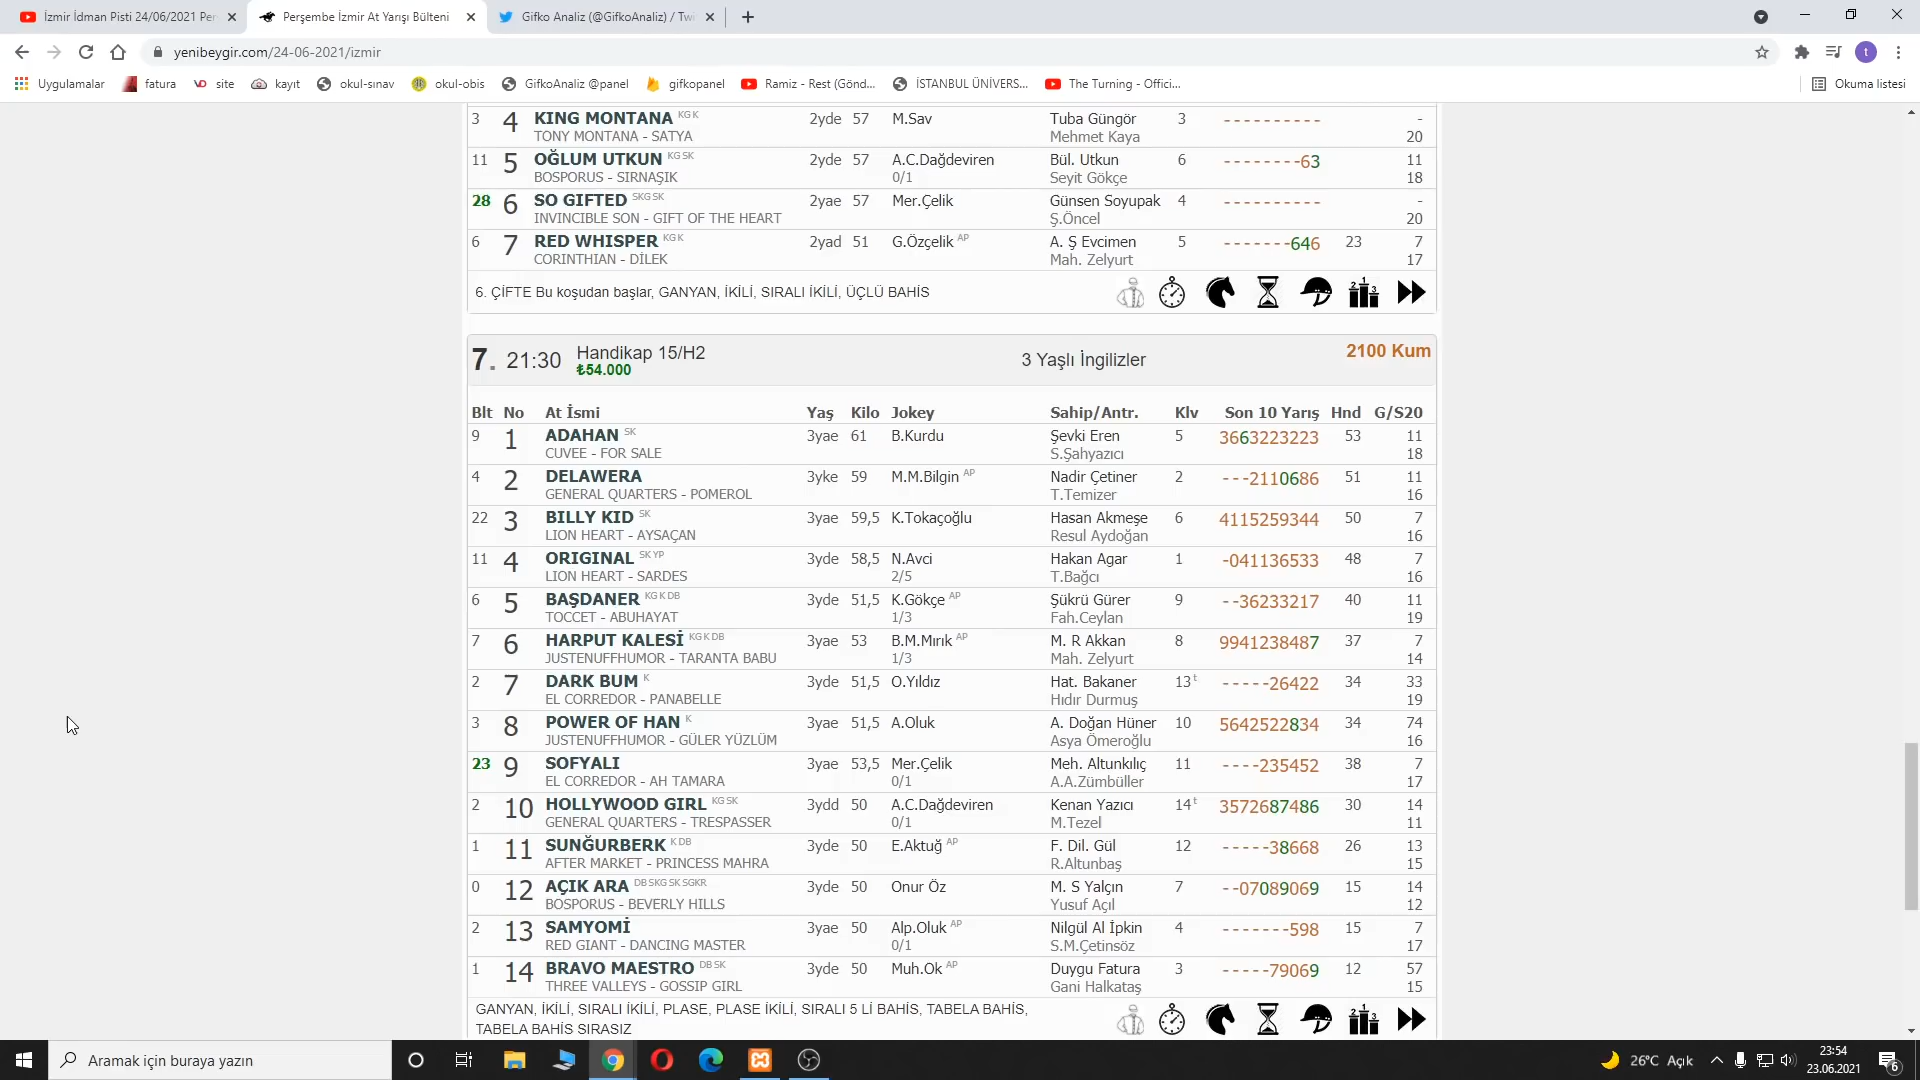 İzmir İdman Pisti 24/06/2021 Per
Perşembe İzmir At Yarışı Bülteni
Gifko Analiz (@GifkoAnaliz) / Tw
yenibeygir.com/24-06-2021/izmir
t
Uygulamalar
fatura
VD site
kayıt
okul-sınav
okul-obis
GifkoAnaliz @panel
gifkopanel
Ramiz - Rest (Gönd...
İSTANBUL ÜNİVERS...
The Turning - Offici...
Okuma listesi
3 4 KING MONTANA KG K 2yde 57 M.Sav Tuba Güngör 3 ---------- -
TONY MONTANA - SATYA Mehmet Kaya 20
11 5 OĞLUM UTKUN KG SK 2yde 57 A.C.Dağdeviren Bül. Utkun 6 --------63 11
BOSPORUS - SIRNAŞIK 0/1 Seyit Gökçe 18
28 6 SO GIFTED SKG SK 2yae 57 Mer.Çelik Günsen Soyupak 4 ---------- -
INVINCIBLE SON - GIFT OF THE HEART Ş.Öncel 20
6 7 RED WHISPER KG K 2yad 51 G.Özçelik AP A. Ş Evcimen 5 -------646 23 7
CORINTHIAN - DİLEK Mah. Zelyurt 17
6. ÇİFTE Bu koşudan başlar, GANYAN, İKİLİ, SIRALI İKİLİ, ÜÇLÜ BAHİS
7. 21:30 Handikap 15/H2 3 Yaşlı İngilizler 2100 Kum
₺54.000
Blt No At İsmi Yaş Kilo Jokey Sahip/Antr. Klv Son 10 Yarış Hnd G/S20
9 1 ADAHAN SK 3yae 61 B.Kurdu Şevki Eren 5 3663223223 53 11
CUVEE - FOR SALE S.Şahyazıcı 18
4 2 DELAWERA 3yke 59 M.M.Bilgin AP Nadir Çetiner 2 ---2110686 51 11
GENERAL QUARTERS - POMEROL T.Temizer 16
22 3 BILLY KID SK 3yae 59,5 K.Tokaçoğlu Hasan Akmeşe 6 4115259344 50 7
LION HEART - AYSAÇAN Resul Aydoğan 16
11 4 ORIGINAL SK YP 3yde 58,5 N.Avci Hakan Agar 1 -041136533 48 7
LION HEART - SARDES 2/5 T.Bağcı 16
6 5 BAŞDANER KG K DB 3yde 51,5 K.Gökçe AP Şükrü Gürer 9 --36233217 40 11
TOCCET - ABUHAYAT 1/3 Fah.Ceylan 19
7 6 HARPUT KALESİ KG K DB 3yae 53 B.M.Mırık AP M. R Akkan 8 9941238487 37 7
JUSTENUFFHUMOR - TARANTA BABU 1/3 Mah. Zelyurt 14
2 7 DARK BUM K 3yde 51,5 O.Yıldız Hat. Bakaner 13 t -----26422 34 33
EL CORREDOR - PANABELLE Hıdır Durmuş 19
3 8 POWER OF HAN K 3yae 51,5 A.Oluk A. Doğan Hüner 10 5642522834 34 74
JUSTENUFFHUMOR - GÜLER YÜZLÜM Asya Ömeroğlu 16
23 9 SOFYALI 3yae 53,5 Mer.Çelik Meh. Altunkılıç 11 ----235452 38 7
EL CORREDOR - AH TAMARA 0/1 A.A.Zümbüller 17
2 10 HOLLYWOOD GIRL KG SK 3ydd 50 A.C.Dağdeviren Kenan Yazıcı 14 t 3572687486 30 14
GENERAL QUARTERS - TRESPASSER 0/1 M.Tezel 11
1 11 SUNĞURBERK K DB 3yde 50 E.Aktuğ AP F. Dil. Gül 12 -----38668 26 13
AFTER MARKET - PRINCESS MAHRA R.Altunbaş 15
0 12 AÇIK ARA DB SKG SK SGKR 3yde 50 Onur Öz M. S Yalçın 7 --07089069 15 14
BOSPORUS - BEVERLY HILLS Yusuf Açıl 12
2 13 SAMYOMİ 3yae 50 Alp.Oluk AP Nilgül Al İpkin 4 -------598 15 7
RED GIANT - DANCING MASTER 0/1 S.M.Çetinsöz 17
1 14 BRAVO MAESTRO DB SK 3yde 50 Muh.Ok AP Duygu Fatura 3 -----79069 12 57
THREE VALLEYS - GOSSIP GIRL Gani Halkataş 15
GANYAN, İKİLİ, SIRALI İKİLİ, PLASE, PLASE İKİLİ, SIRALI 5 Lİ BAHİS, TABELA BAHİS,
TABELA BAHİS SIRASIZ
Aramak için buraya yazın
26°C Açık
23:54
23.06.2021
6